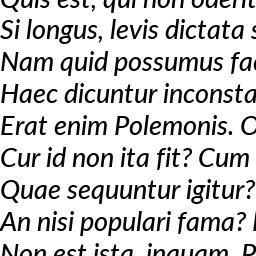 Quis est, qui non oderit
Si longus, levis dictata s
Nam quid possumus fac
Haec dicuntur inconsta
Erat enim Polemonis. O
Cur id non ita fit? Cum
Quae sequuntur igitur?
An nisi populari fama?
Non est ista, inquam, P